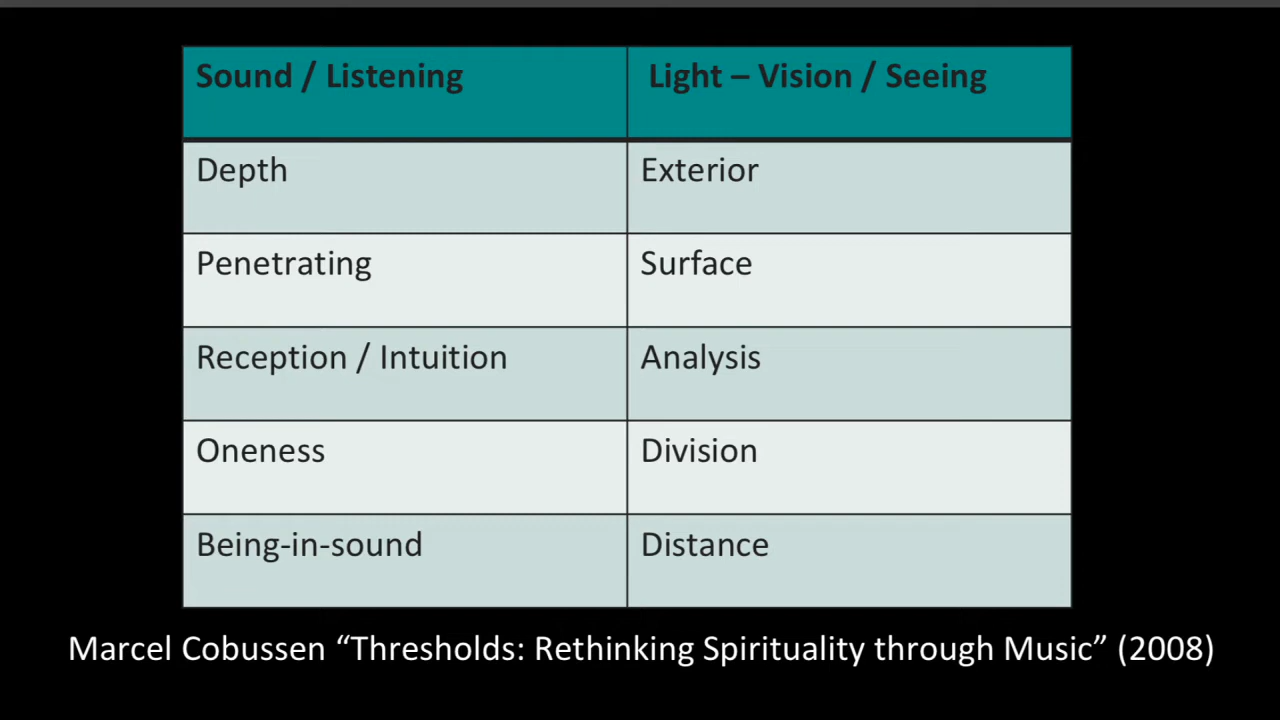 Sound / Listening
Light – Vision / Seeing
Depth
Exterior
Penetrating
Surface
Reception / Intuition
Analysis
Oneness
Division
Being-in-sound
Distance
Marcel Cobussen “Thresholds: Rethinking Spirituality through Music” (2008)